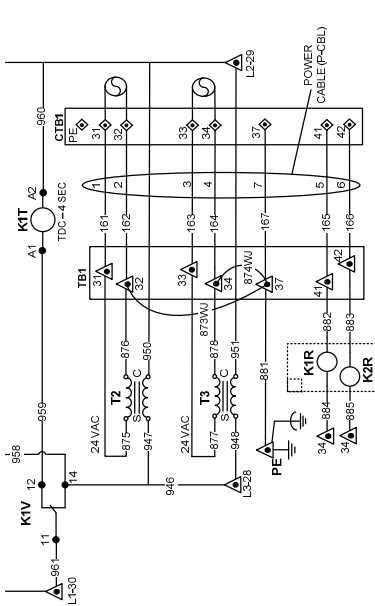 L2-29
POWER
CABLE (P-CBL)
960
CTB1
PE
31
32
33
34
37
41
42
A2
K1T
TDC-4 SEC
A1
1
2
3
4
7
5
6
161
162
163
164
167
165
166
TB1
31
32
33
34
37
41
42
874WJ
873WJ
882
883
876
950
878
951
K1R
K2R
T2
C
S
T3
C
S
881
959
24 VAC
875
947
24 VAC
877
948
884
885
34
34
PE
958
12
14
K1V
946
L3-28
11
961
L1-30